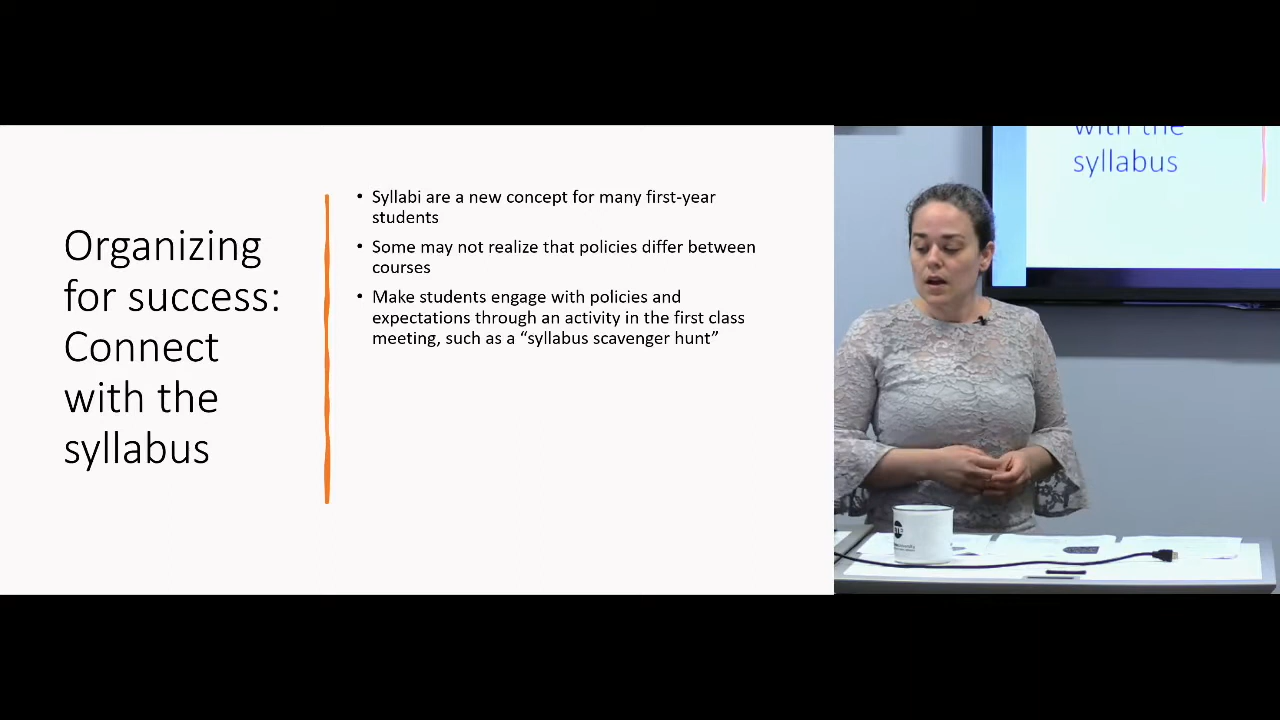 Organizing
for success:
Connect
with the
syllabus
• Syllabi are a new concept for many first-year
students
• Some may not realize that policies differ between
courses
• Make students engage with policies and
expectations through an activity in the first class
meeting, such as a “syllabus scavenger hunt”
with the
syllabus